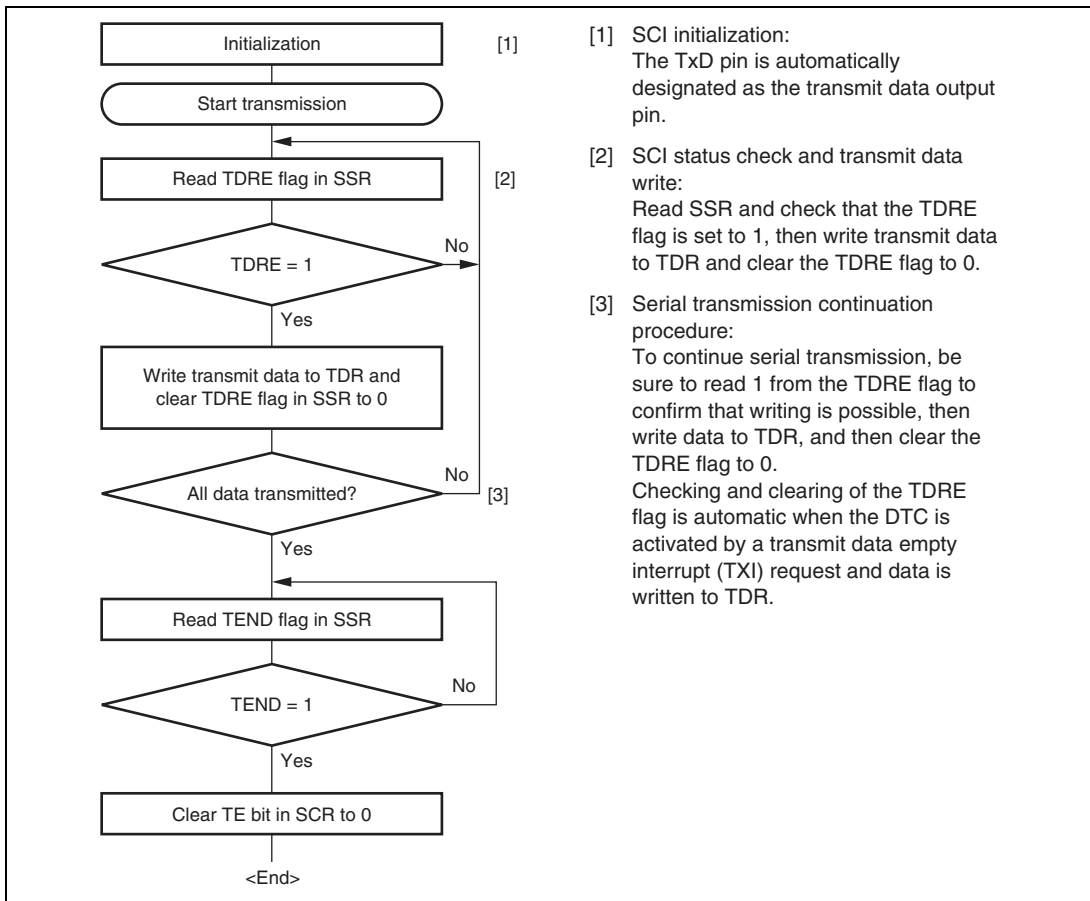 Initialization
[1]
Start transmission
Read TDRE flag in SSR
[2]
TDRE = 1
No
Yes
Write transmit data to TDR and
clear TDRE flag in SSR to 0
All data transmitted?
No
[3]
Yes
Read TEND flag in SSR
TEND = 1
No
Yes
Clear TE bit in SCR to 0
<End>
[1] SCI initialization:
The TxD pin is automatically
designated as the transmit data output
pin.
[2] SCI status check and transmit data
write:
Read SSR and check that the TDRE
flag is set to 1, then write transmit data
to TDR and clear the TDRE flag to 0.
[3] Serial transmission continuation
procedure:
To continue serial transmission, be
sure to read 1 from the TDRE flag to
confirm that writing is possible, then
write data to TDR, and then clear the
TDRE flag to 0.
Checking and clearing of the TDRE
flag is automatic when the DTC is
activated by a transmit data empty
interrupt (TXI) request and data is
written to TDR.